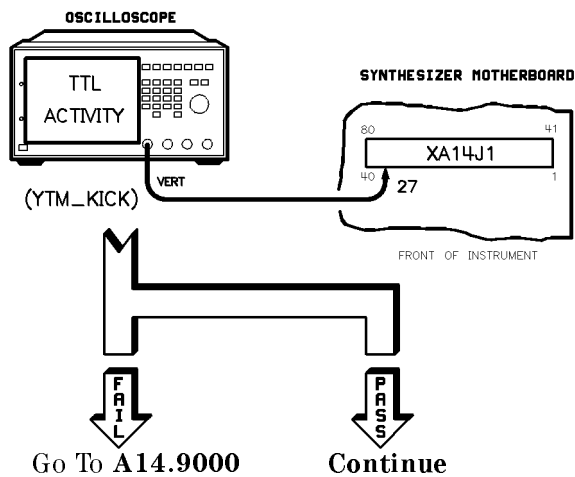 OSCILLOSCOPE
TTL
ACTIVITY
SYNTHESIZER MOTHERBOARD
80 41
XA14J1
40 1
27
VERT
(YTM_KICK)
FRONT OF INSTRUMENT
FAIL
PASS
Go To A14.9000
Continue